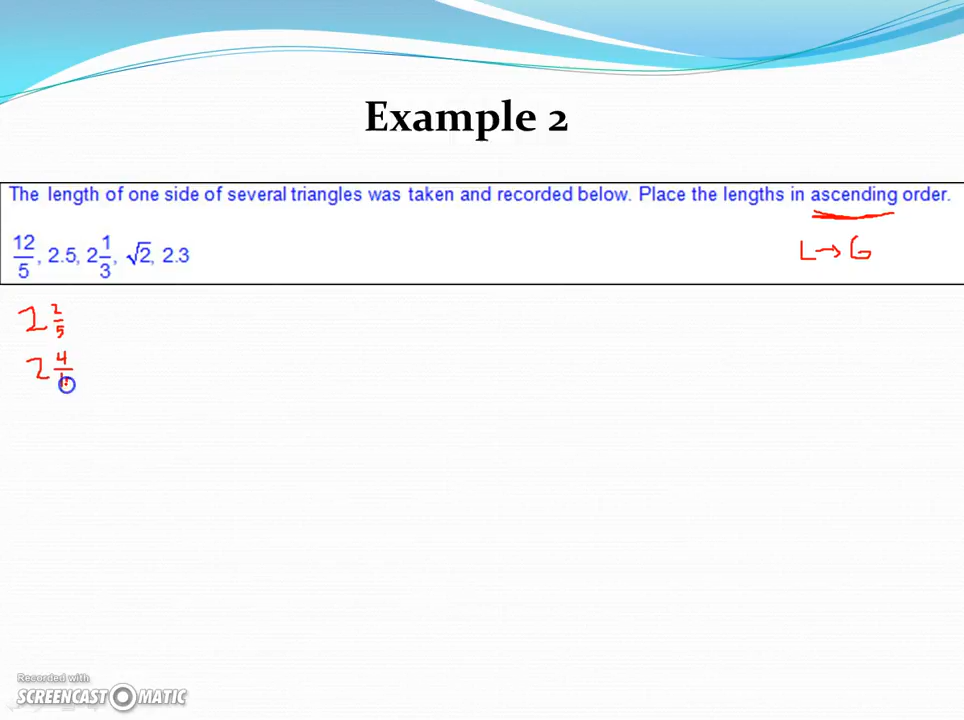 Example 2
The length of one side of several triangles was taken and recorded below. Place the lengths in ascending order.
12/5, 2.5, 2 1/3, √2, 2.3
L→G
2 2/5
2 4/
Recorded with
SCREENCAST MATIC